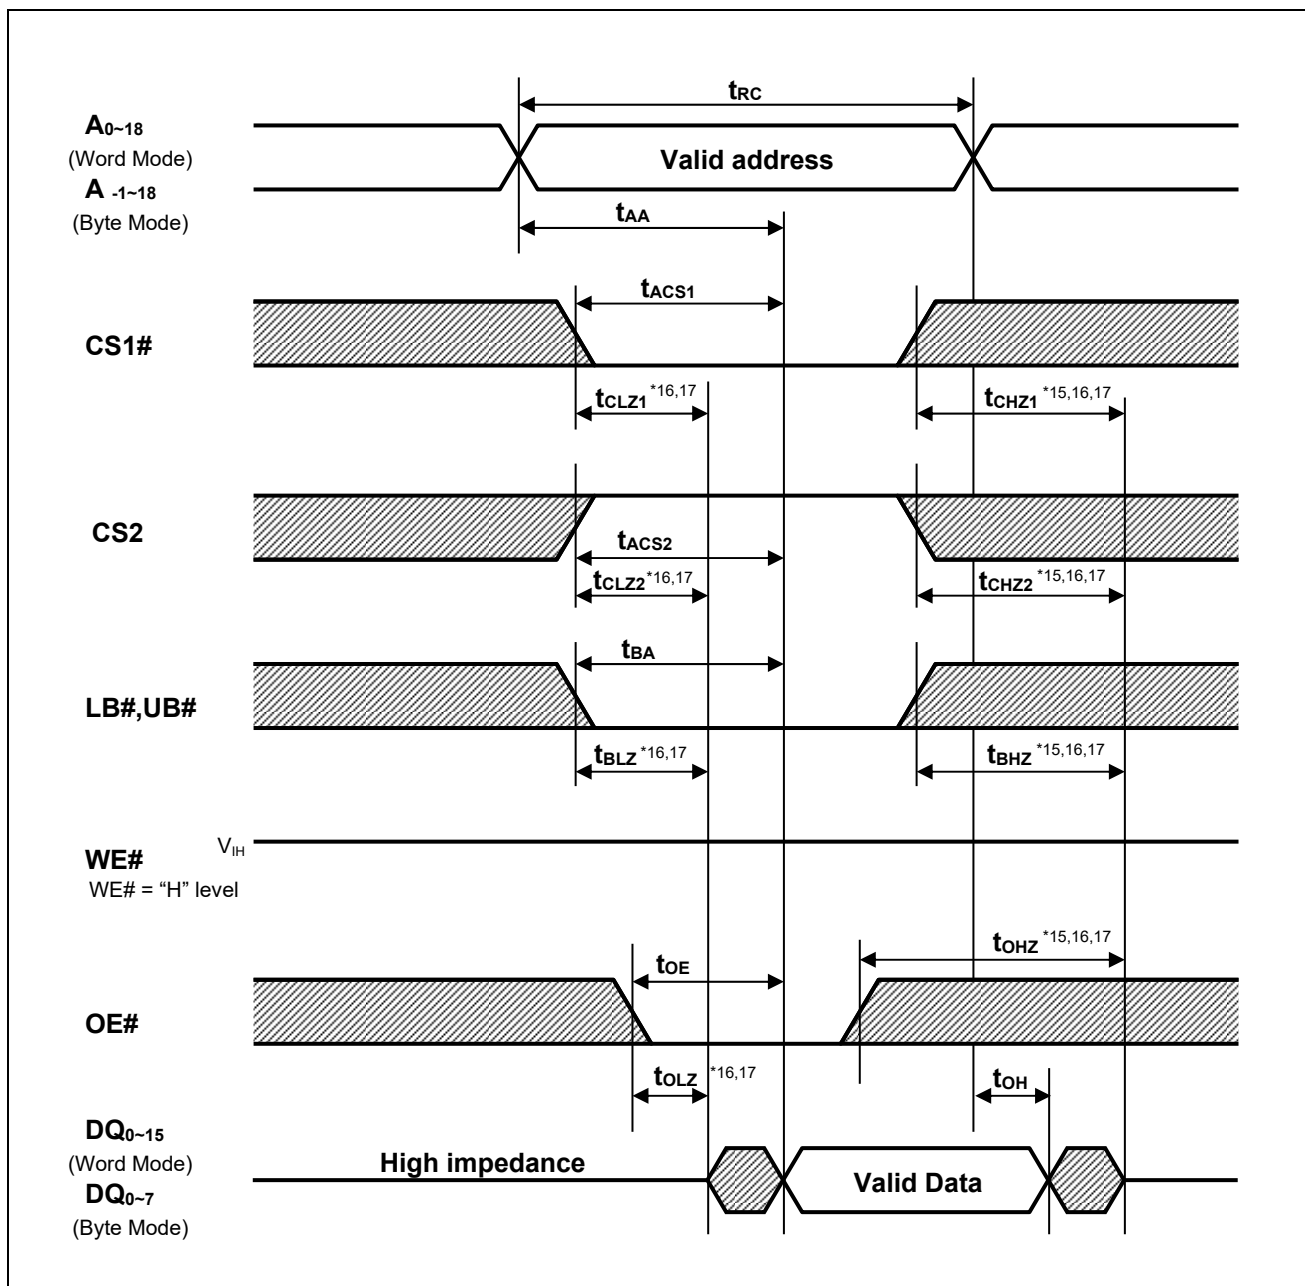 tRC
A0~18
(Word Mode)
Valid address
A -1~18
(Byte Mode)
tAA
tACS1
CS1#
tCLZ1 *16,17
tCHZ1 *15,16,17
CS2
tACS2
tCLZ2 *16,17
tCHZ2 *15,16,17
tBA
LB#,UB#
tBLZ *16,17
tBHZ *15,16,17
VIH
WE#
WE# = “H” level
tOHZ *15,16,17
tOE
OE#
tOLZ *16,17
tOH
DQ0~15
(Word Mode)
High impedance
Valid Data
DQ0~7
(Byte Mode)